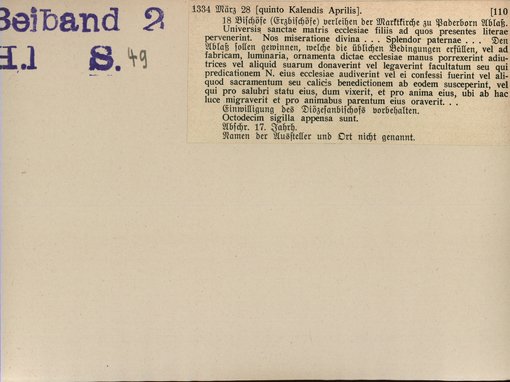 Beiband 2
H.1 S. 49
1334 März 28 [quinto Kalendis Aprilis]. [110
18 Bischöfe (Erzbischöfe) verleihen der Marktkirche zu Paderborn Ablaß.
Universis sanctae matris ecclesiae filiis ad quos presentes literae
pervenerint. Nos miseratione divina . . . Splendor paternae . . . Den
Ablaß sollen gewinnen, welche die üblichen Bedingungen erfüllen, vel ad
fabricam, luminaria, ornamenta dictae ecclesiae manus porrexerint adiu-
trices vel aliquid suarum donaverint vel legaverint facultatum seu qui
predicationem N. eius ecclesiae audiverint vel ei confessi fuerint vel ali-
quod sacramentum seu calicis benedictionem ab eodem susceperint, vel
qui pro salubri statu eius, dum vixerit, et pro anima eius, ubi ab hac
luce migraverit et pro animabus parentum eius oraverit. . .
Einwilligung des Diözesanbischofs vorbehalten.
Octodecim sigilla appensa sunt.
Abschr. 17. Jahrh.
Namen der Aussteller und Ort nicht genannt.